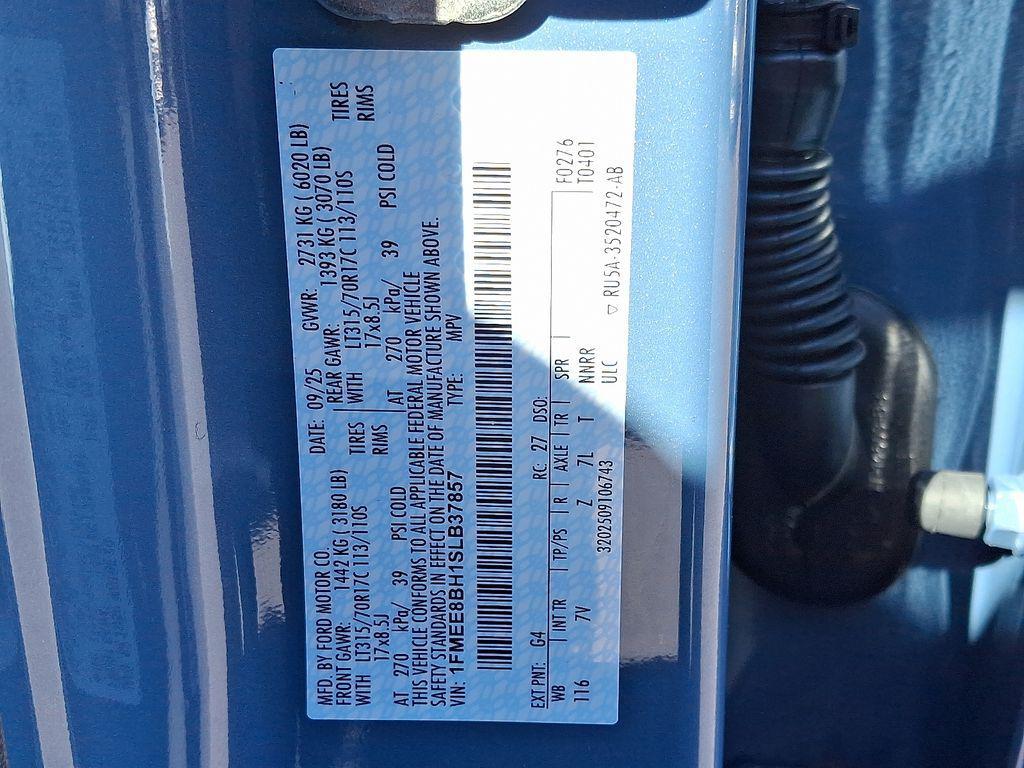 MFD. BY FORD MOTOR CO. DATE: 09/25 GVWR: 2731 KG ( 6020 LB)
FRONT GAWR: 1442 KG ( 3180 LB) REAR GAWR: 1393 KG ( 3070 LB)
WITH LT315/70R17C 113/110S TIRES WITH LT315/70R17C 113/110S TIRES
17x8.5J RIMS 17x8.5J RIMS
AT 270 kPa/ 39 PSI COLD AT 270 kPa/ 39 PSI COLD
THIS VEHICLE CONFORMS TO ALL APPLICABLE FEDERAL MOTOR VEHICLE
SAFETY STANDARDS IN EFFECT ON THE DATE OF MANUFACTURE SHOWN ABOVE.
VIN: 1FMEE8BH1SLB37857 TYPE: MPV
EXT PNT: G4 RC: 27 DSO: F0276
WB INT TR TP/PS R AXLE TR SPR T0401
116 7V Z 7L T NNRR
3202509106743 ULC ▽ RU5A-3520472-AB